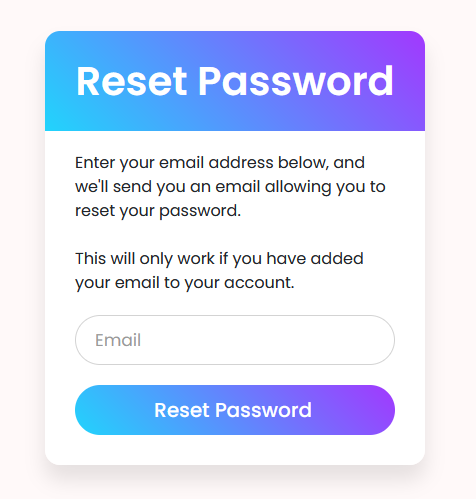 Reset Password
Enter your email address below, and
we'll send you an email allowing you to
reset your password.
This will only work if you have added
your email to your account.
Email
Reset Password